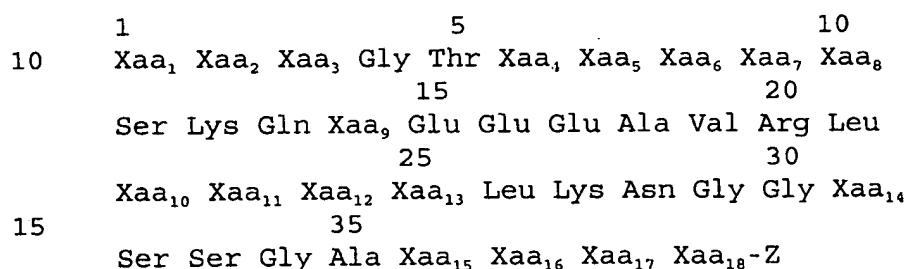 1 5 10
10 Xaa₁ Xaa₂ Xaa₃ Gly Thr Xaa₄ Xaa₅ Xaa₆ Xaa₇ Xaa₈
15 20
Ser Lys Gln Xaa₉ Glu Glu Glu Ala Val Arg Leu
25 30
Xaa₁₀ Xaa₁₁ Xaa₁₂ Xaa₁₃ Leu Lys Asn Gly Gly Xaa₁₄
15 35
Ser Ser Gly Ala Xaa₁₅ Xaa₁₆ Xaa₁₇ Xaa₁₈-Z